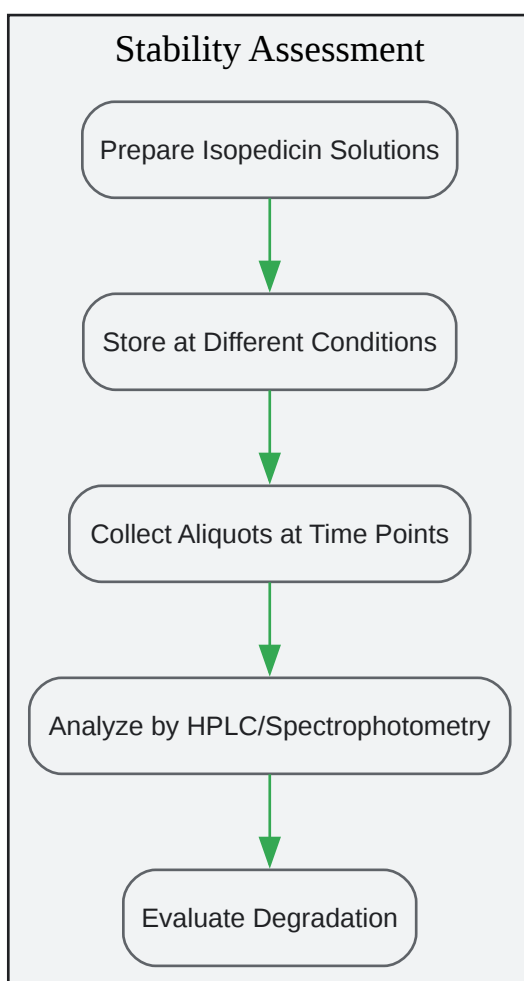 Stability Assessment
Prepare Isopedicin Solutions
Store at Different Conditions
Collect Aliquots at Time Points
Analyze by HPLC/Spectrophotometry
Evaluate Degradation